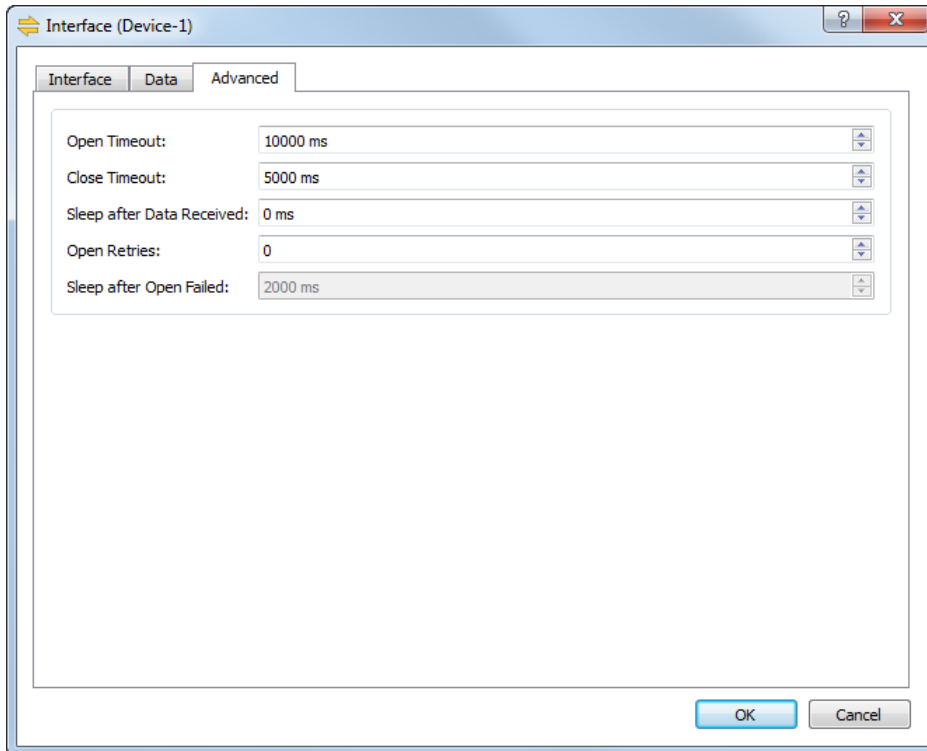 Interface (Device-1)
Interface Data Advanced
Open Timeout: 10000 ms
Close Timeout: 5000 ms
Sleep after Data Received: 0 ms
Open Retries: 0
Sleep after Open Failed: 2000 ms
OK Cancel